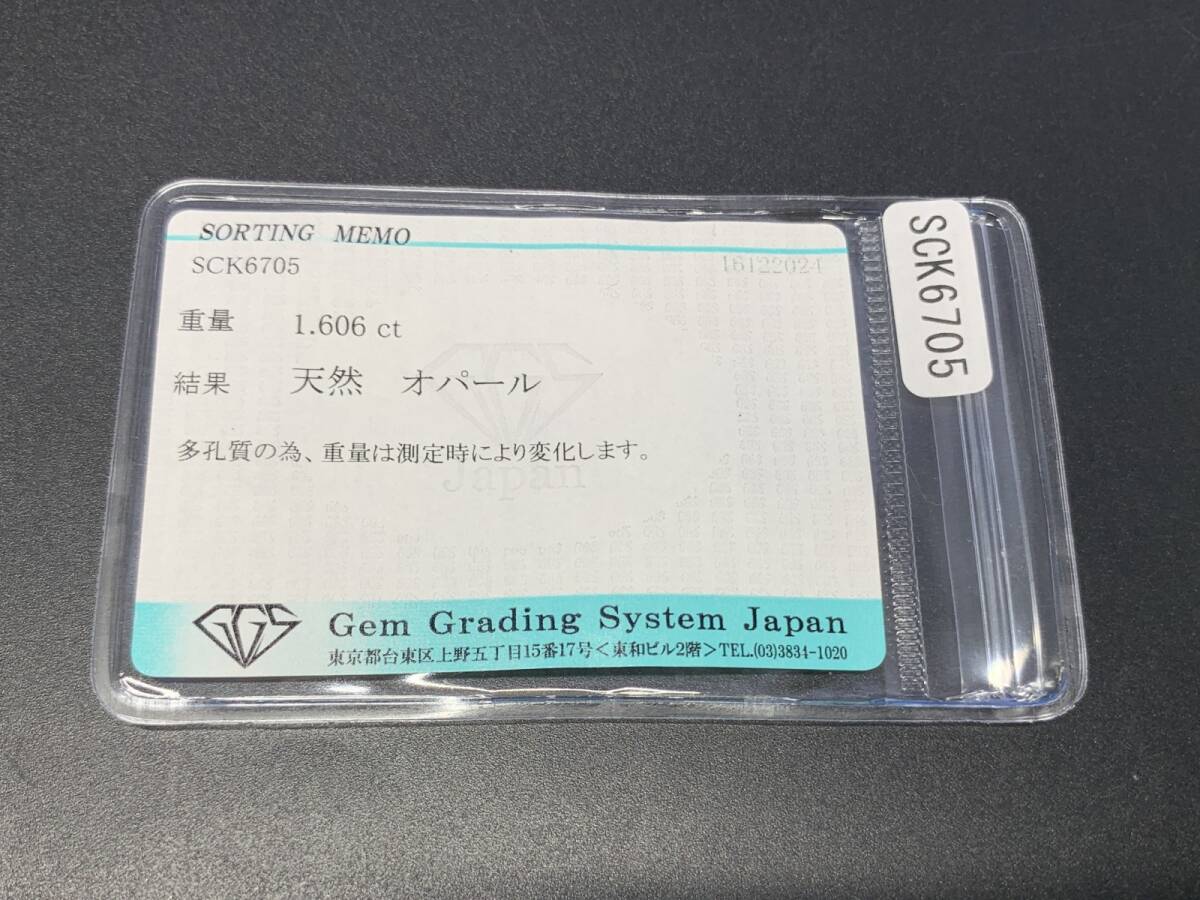 SORTING MEMO
SCK6705 16122024
重量 1.606 ct
結果 天然 オパール
多孔質の為、重量は測定時により変化します。
GGS
Japan
GGS Gem Grading System Japan
東京都台東区上野五丁目15番17号<東和ビル2階>TEL.(03)3834-1020
SCK6705